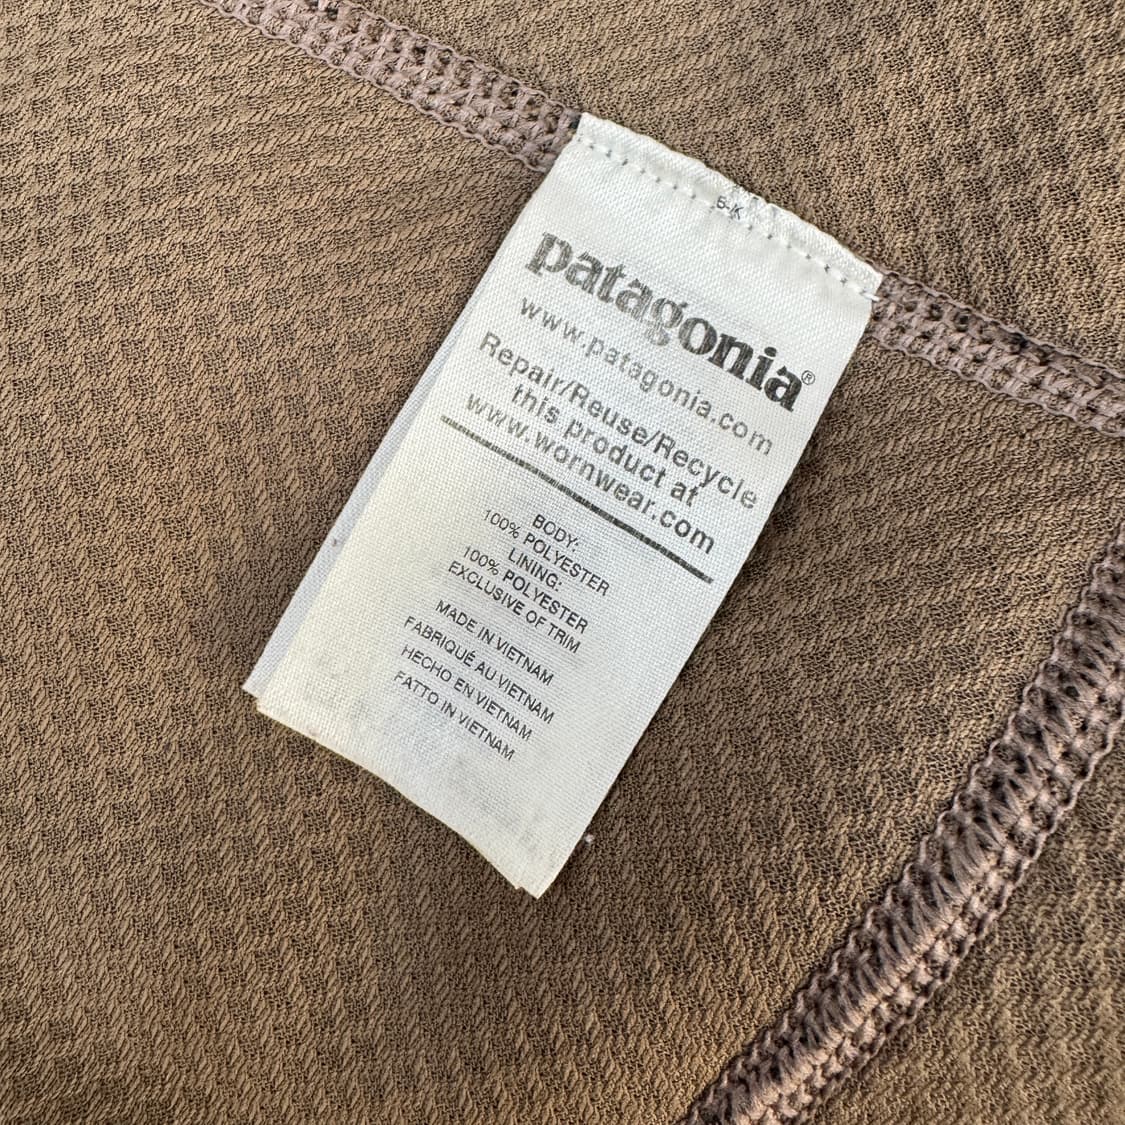 patagonia®
www.patagonia.com
Repair/Reuse/Recycle
this product at
www.wornwear.com
BODY:
100% POLYESTER
LINING:
100% POLYESTER
EXCLUSIVE OF TRIM
MADE IN VIETNAM
FABRIQUÉ AU VIETNAM
HECHO EN VIETNAM
FATTO IN VIETNAM